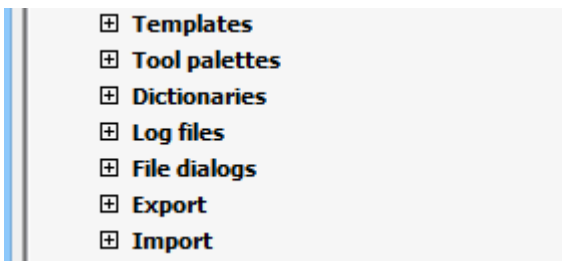 Templates
Tool palettes
Dictionaries
Log files
File dialogs
Export
Import